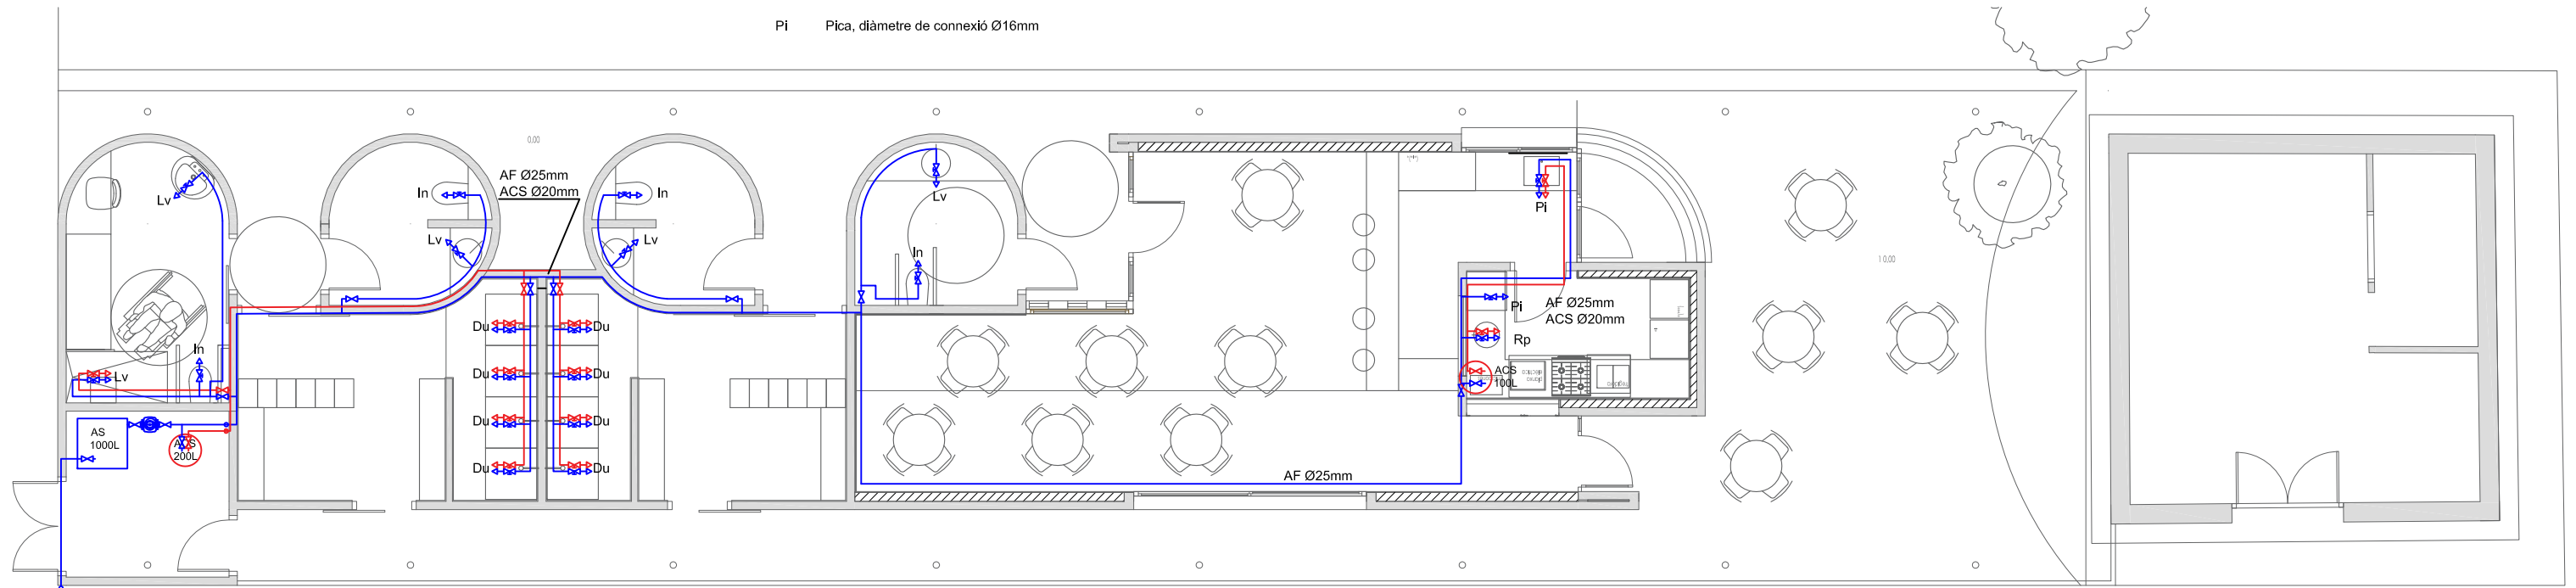 Pi Pica, diàmetre de connexió Ø16mm
0,00
AF Ø25mm
ACS Ø20mm
In
In
Lv
Lv
Lv
Lv
Pi
In
10,00
Pi
AF Ø25mm
ACS Ø20mm
Rp
Du
Du
Du
Du
Du
Du
Du
Du
In
Lv
ACS
100L
AS
1000L
ACS
200L
AF Ø25mm